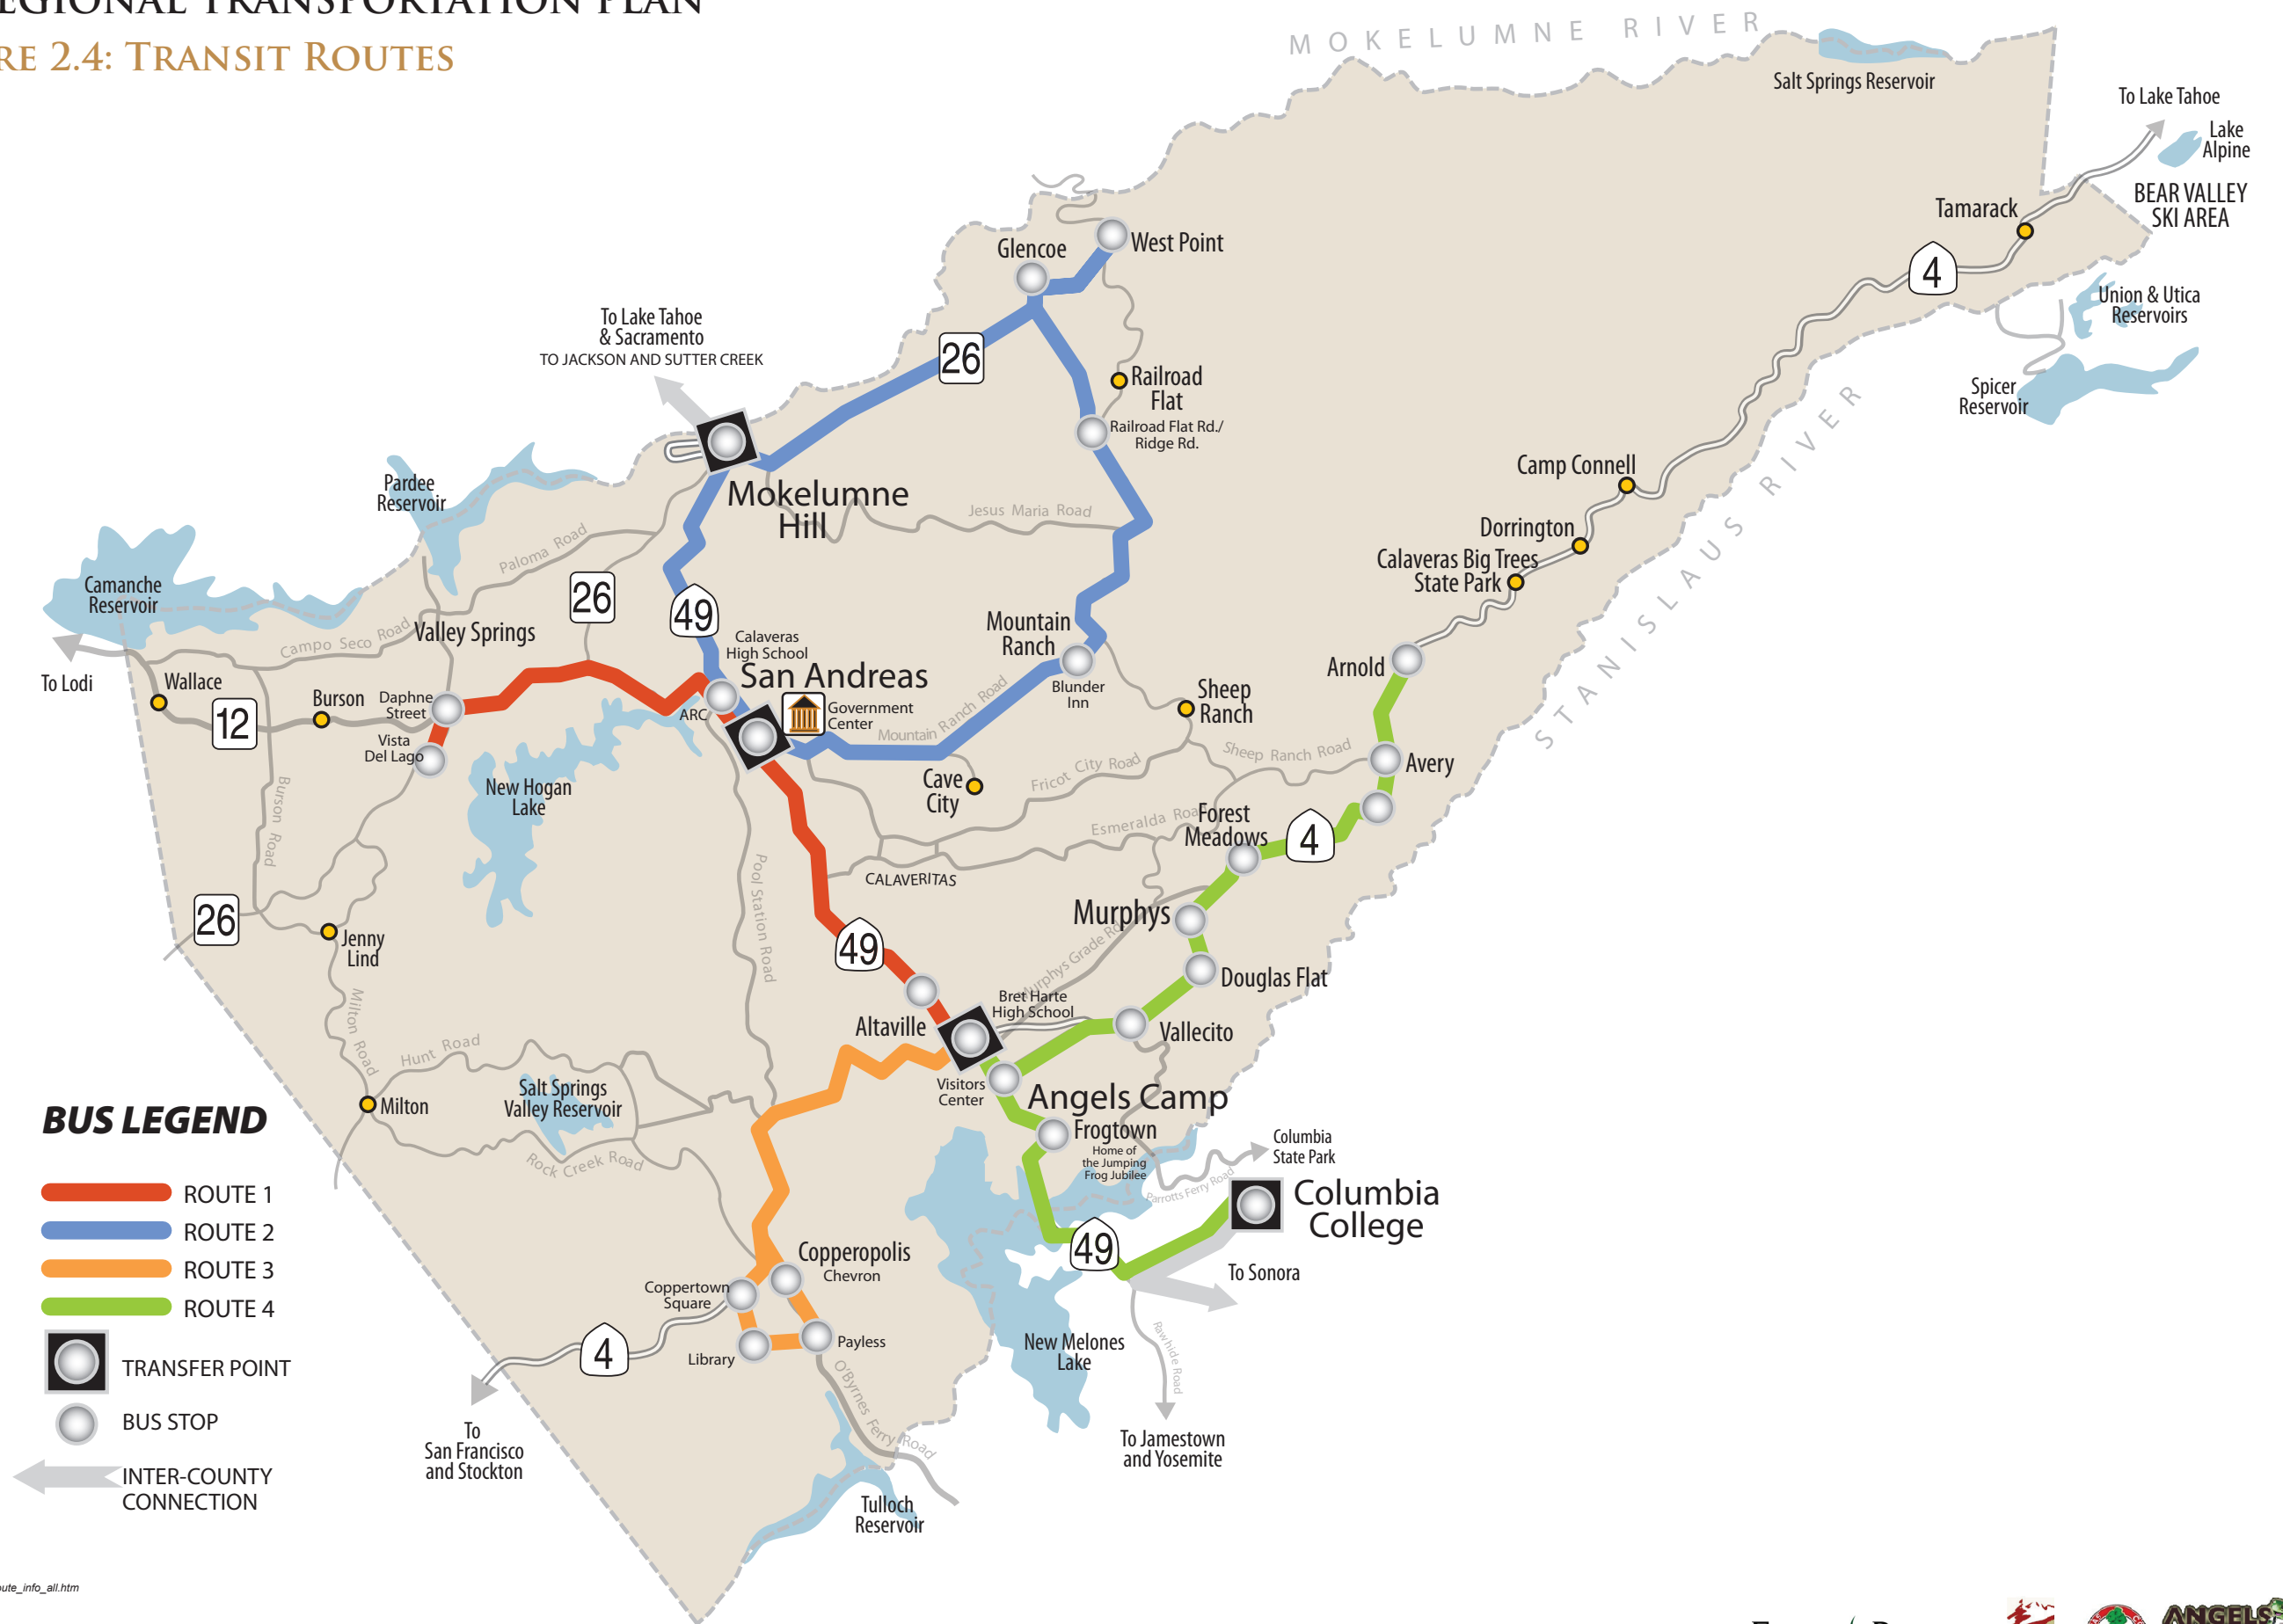 REGIONAL TRANSPORTATION PLAN
RE 2.4: TRANSIT ROUTES
MOKELUMNE RIVER
Salt Springs Reservoir
To Lake Tahoe
Lake
Alpine
BEAR VALLEY
SKI AREA
Tamarack
4
Union & Utica
Reservoirs
Spicer
Reservoir
West Point
Glencoe
To Lake Tahoe
& Sacramento
TO JACKSON AND SUTTER CREEK
26
Railroad
Flat
Railroad Flat Rd./
Ridge Rd.
STANISLAUS RIVER
Camp Connell
Dorrington
Calaveras Big Trees
State Park
Mokelumne
Hill
Jesus Maria Road
Pardee
Reservoir
Paloma Road
Camanche
Reservoir
26
49
Campo Seco Road
Valley Springs
Calaveras
High School
San Andreas
Mountain
Ranch
Blunder
Inn
Arnold
To Lodi
Wallace
12
Burson
Daphne
Street
ARC
Government
Center
Mountain Ranch Road
Sheep
Ranch
Sheep Ranch Road
Avery
Vista
Del Lago
New Hogan
Lake
Cave
City
Fricot City Road
Burson Road
Esmeralda Road
Forest
Meadows
4
Pool Station Road
CALAVERITAS
Murphys
26
Jenny
Lind
49
Murphys Grade Ro
Douglas Flat
Milton Road
Bret Harte
High School
Altaville
Vallecito
Hunt Road
Salt Springs
Valley Reservoir
Visitors
Center
Angels Camp
Milton
Frogtown
Home of
the Jumping
Frog Jubilee
Columbia
State Park
Rock Creek Road
Parrotts Ferry Road
Columbia
College
49
To Sonora
Copperopolis
Chevron
Coppertown
Square
4
Library
Payless
New Melones
Lake
Rawhide Road
O'Byrnes Ferry Road
To
San Francisco
and Stockton
To Jamestown
and Yosemite
Tulloch
Reservoir
BUS LEGEND
ROUTE 1
ROUTE 2
ROUTE 3
ROUTE 4
TRANSFER POINT
BUS STOP
INTER-COUNTY
CONNECTION
ute_info_all.htm
ANGELS